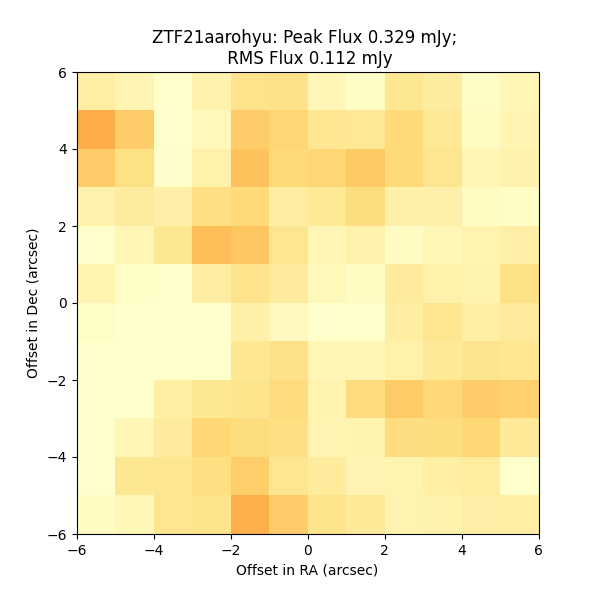 ZTF21aarohyu: Peak Flux 0.329 mJy;
RMS Flux 0.112 mJy
6
4
2
0
−2
−4
−6
Offset in Dec (arcsec)
−6 −4 −2 0 2 4 6
Offset in RA (arcsec)